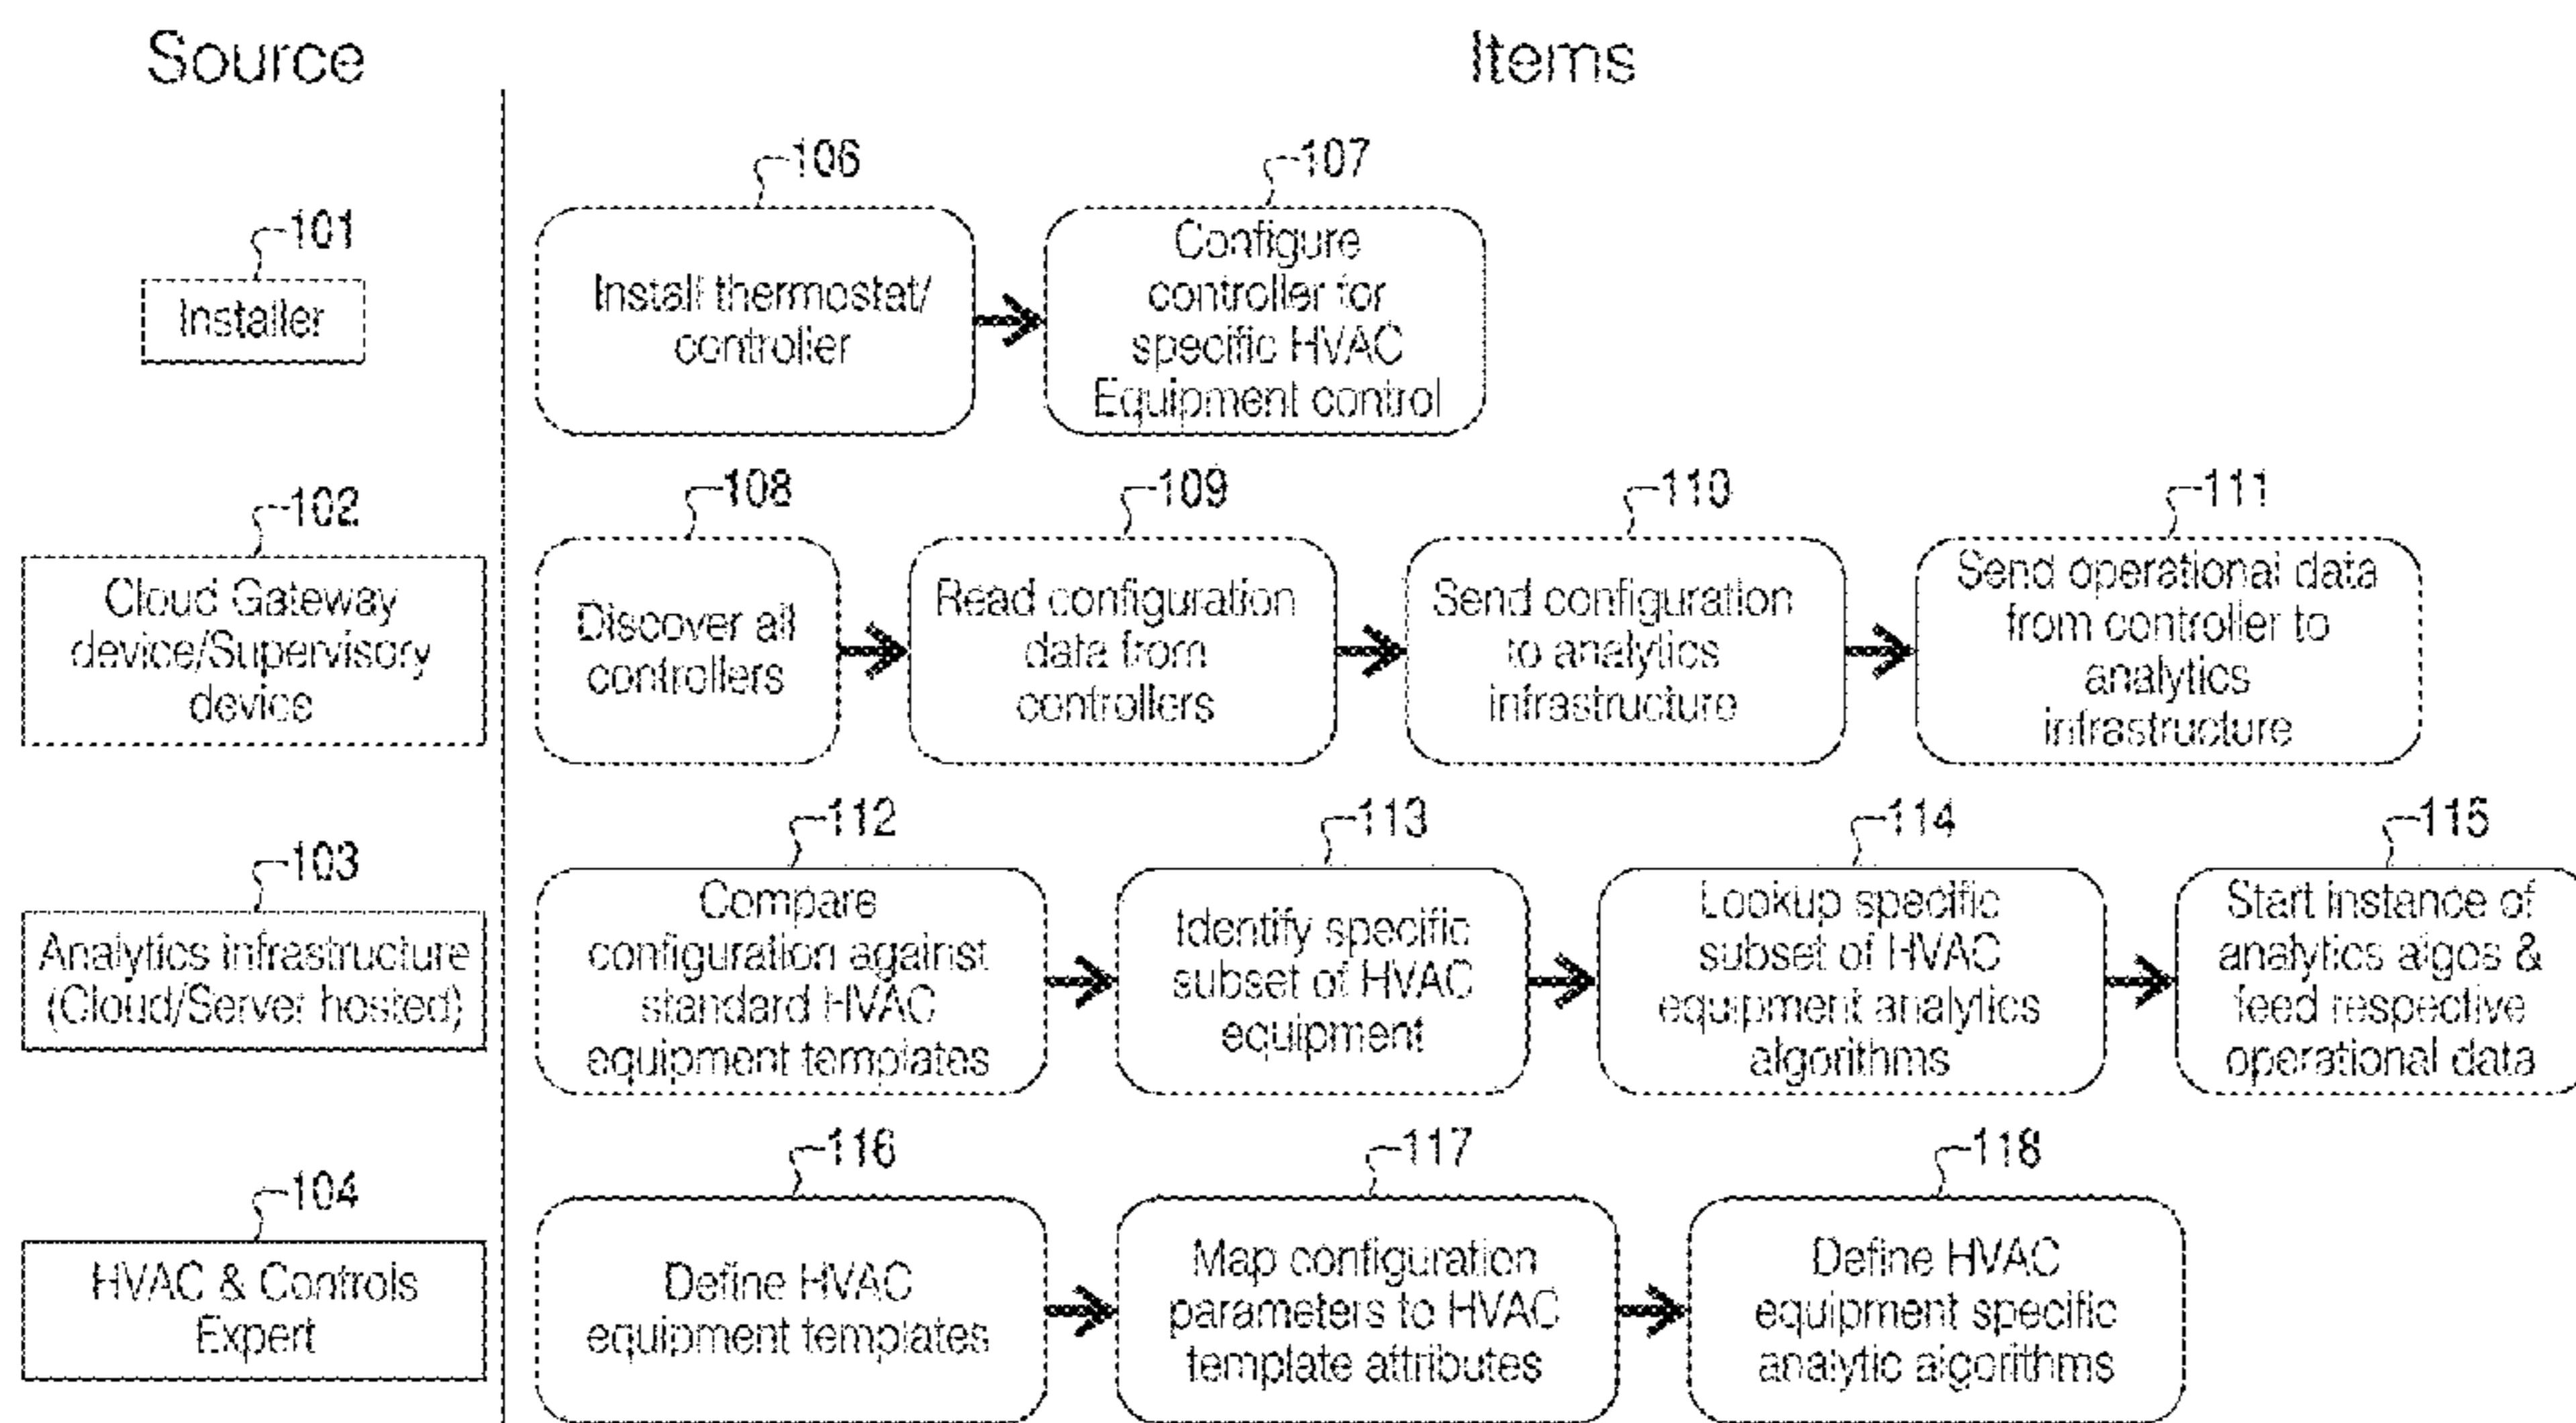 Source
Items
106
107
101
Installer
Install thermostat/
controller
Configure
controller for
specific HVAC
Equipment control
108
109
110
111
102
Cloud Gateway
device/Supervisory
device
Discover all
controllers
Read configuration
data from
controllers
Send configuration
to analytics
infrastructure
Send operational data
from controller to
analytics
infrastructure
112
113
114
115
103
Analytics infrastructure
(Cloud/Server hosted)
Compare
configuration against
standard HVAC
equipment templates
Identify specific
subset of HVAC
equipment
Lookup specific
subset of HVAC
equipment analytics
algorithms
Start instance of
analytics algos &
feed respective
operational data
116
117
118
104
HVAC & Controls
Expert
Define HVAC
equipment templates
Map configuration
parameters to HVAC
template attributes
Define HVAC
equipment specific
analytic algorithms